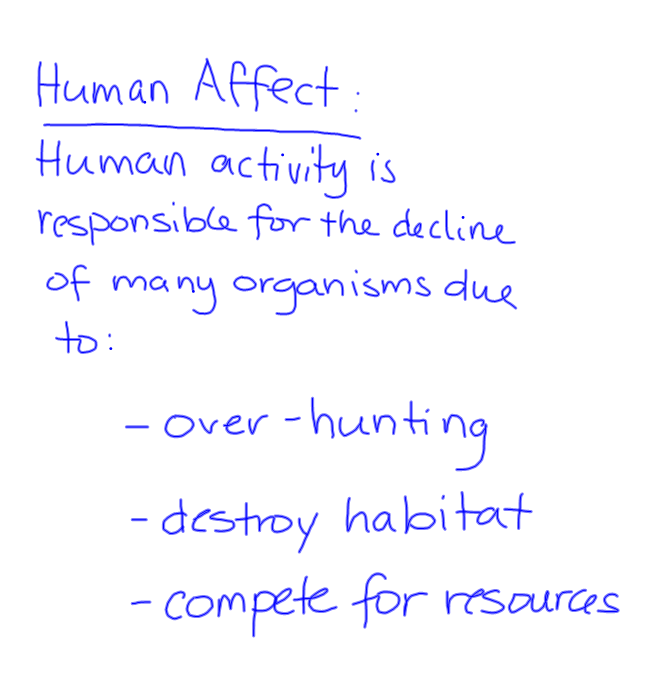 Human Affect:
Human activity is
responsible for the decline
of many organisms due
to:
- over-hunting
- destroy habitat
- compete for resources